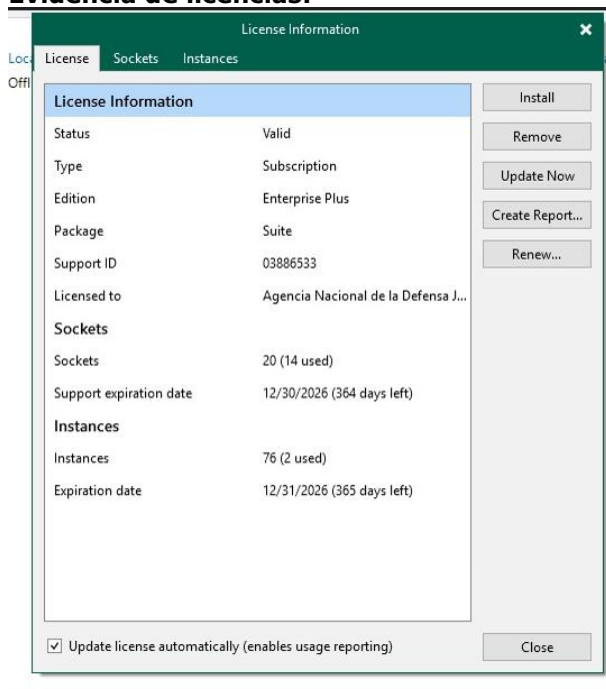 Evidencia de licencias:
License Information
License Sockets Instances
License Information
Status Valid
Type Subscription
Edition Enterprise Plus
Package Suite
Support ID 03886533
Licensed to Agencia Nacional de la Defensa J...
Sockets
Sockets 20 (14 used)
Support expiration date 12/30/2026 (364 days left)
Instances
Instances 76 (2 used)
Expiration date 12/31/2026 (365 days left)
Install
Remove
Update Now
Create Report...
Renew...
Update license automatically (enables usage reporting)
Close